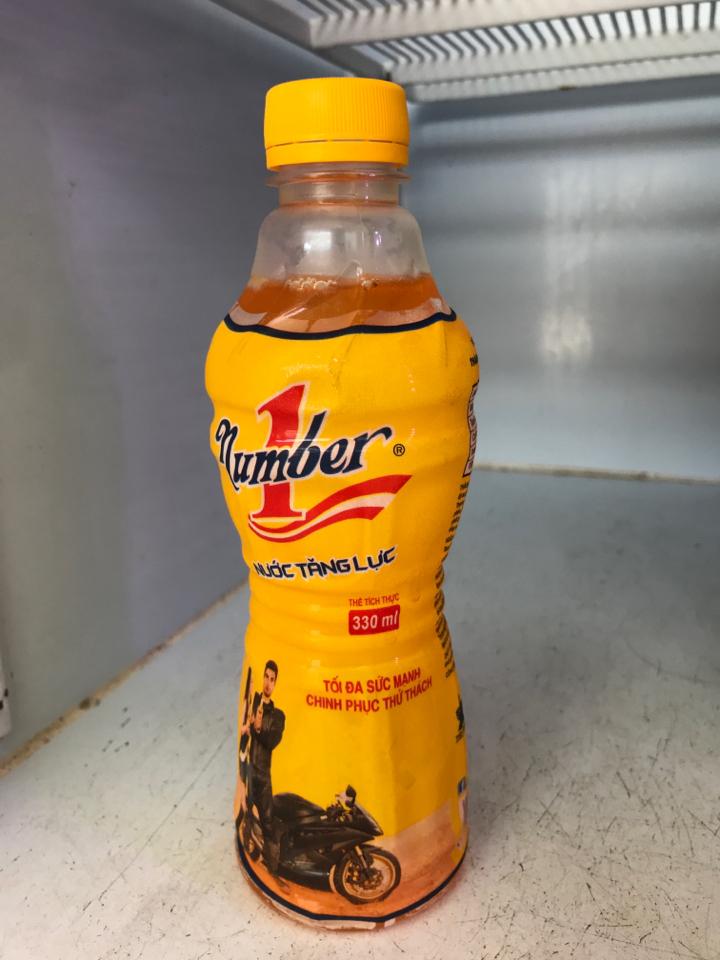 Number 1 ®
NƯỚC TĂNG LỰC
THỂ TÍCH THỰC
330 ml
TỐI ĐA SỨC MẠNH
CHINH PHỤC THỬ THÁCH